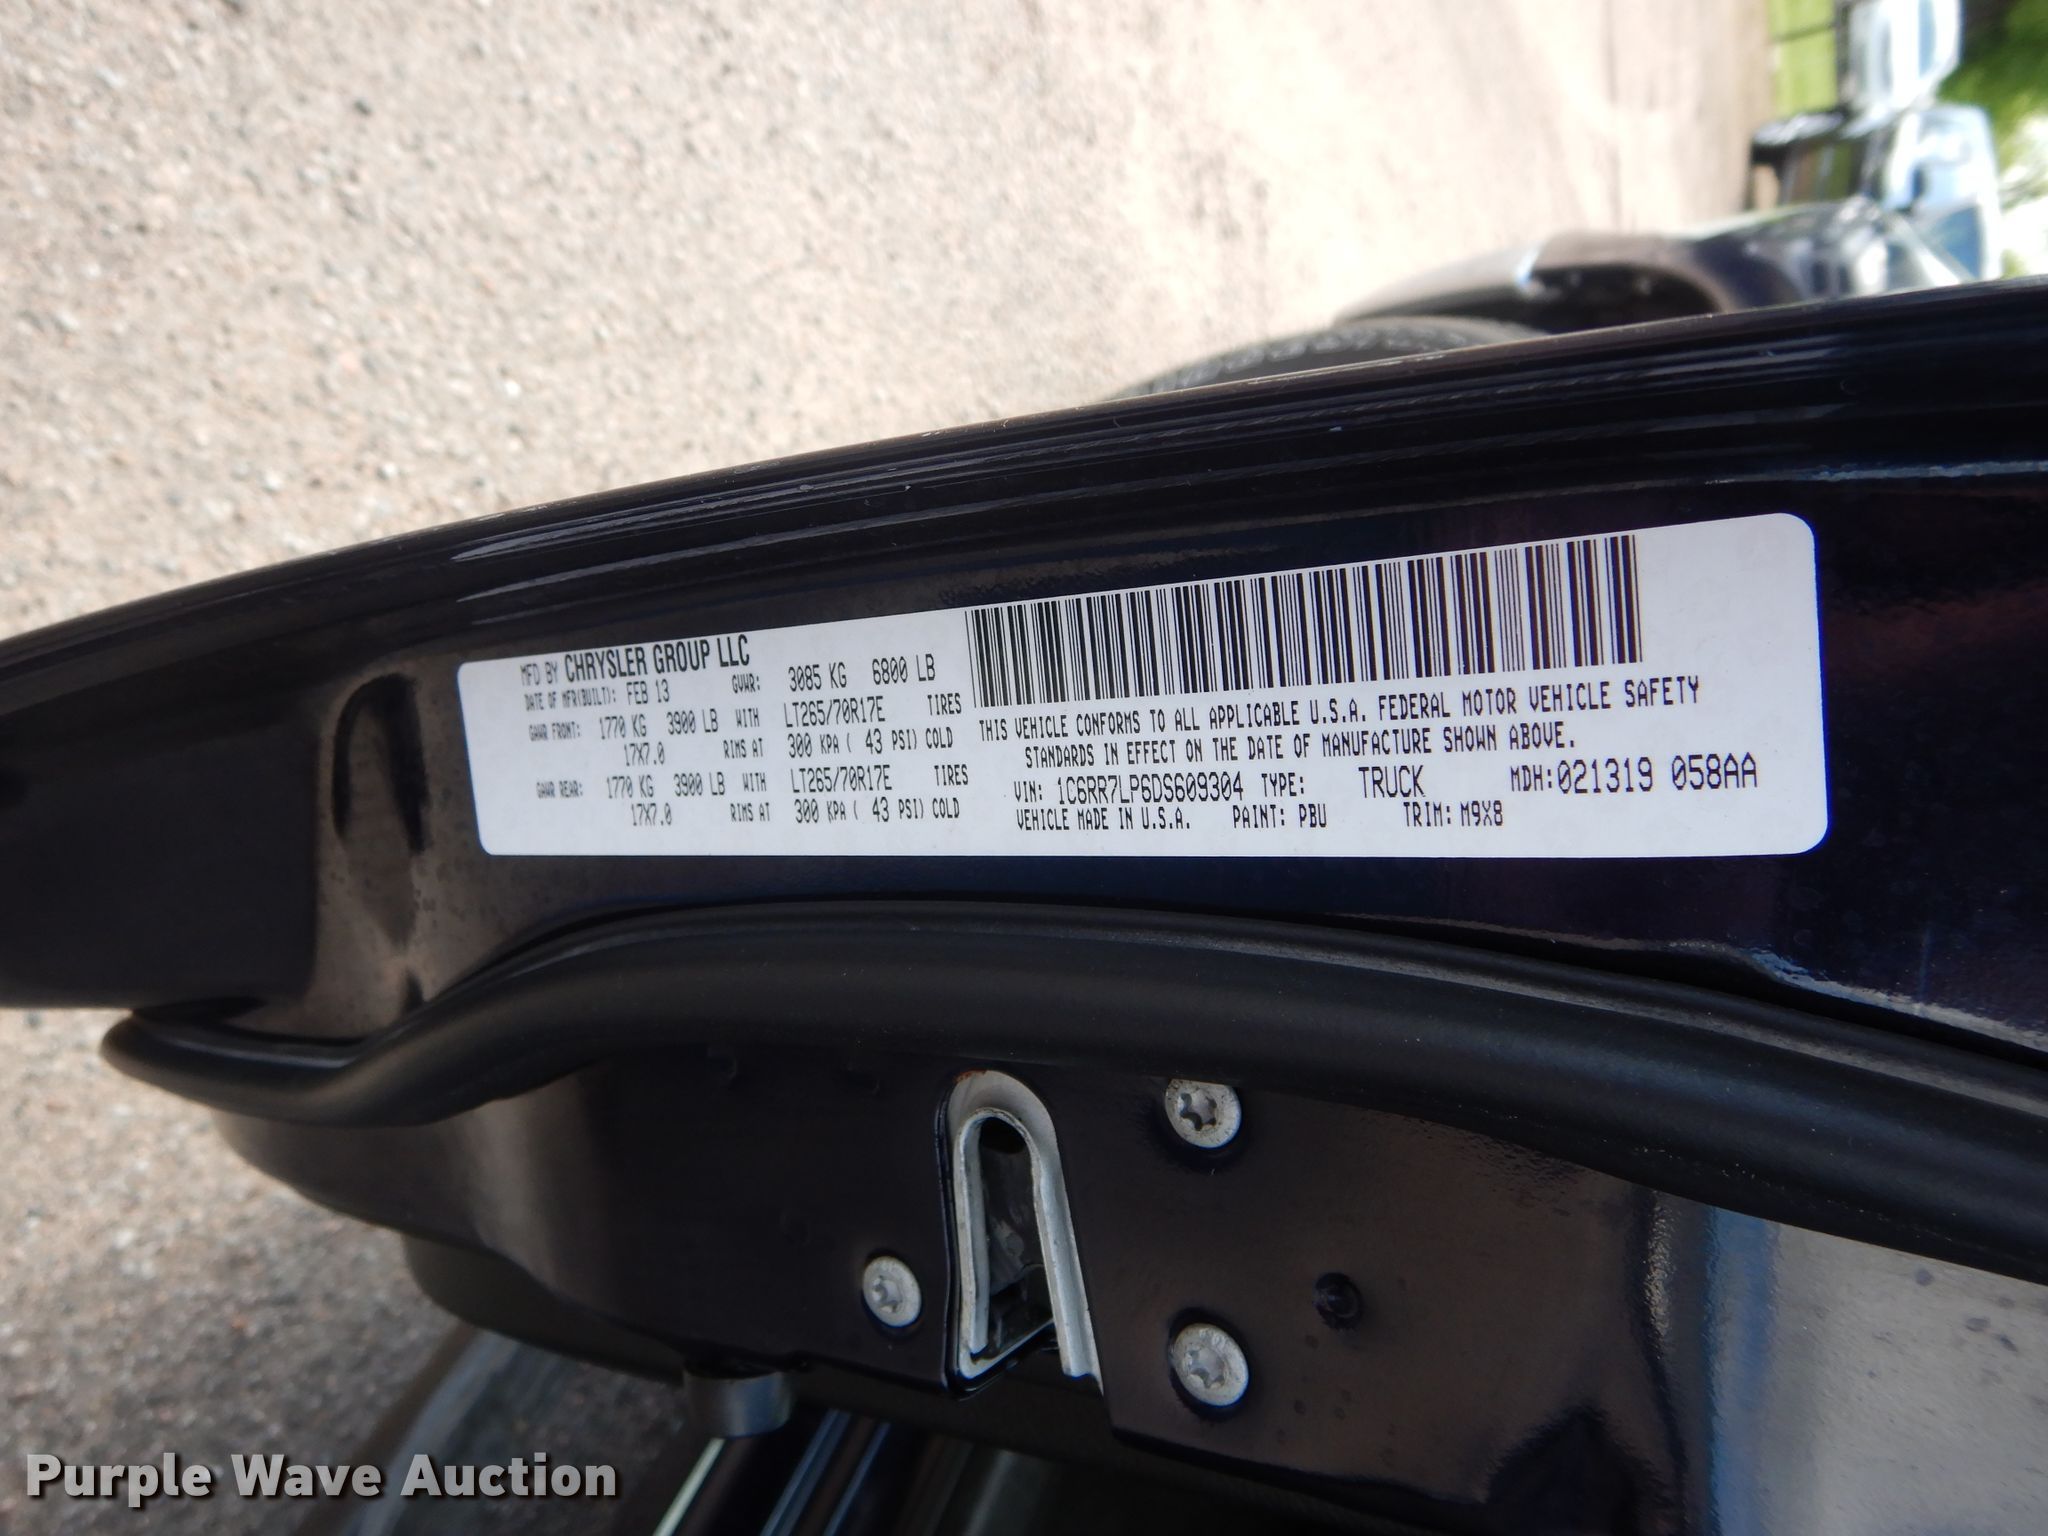 MFD BY CHRYSLER GROUP LLC
DATE OF MFR(BUILT): FEB 13 GVWR: 3085 KG 6800 LB
GAWR FRONT: 1770 KG 3900 LB WITH LT265/70R17E TIRES
17X7.0 RIMS AT 300 KPA ( 43 PSI) COLD
GAWR REAR: 1770 KG 3900 LB WITH LT265/70R17E TIRES
17X7.0 RIMS AT 300 KPA ( 43 PSI) COLD
THIS VEHICLE CONFORMS TO ALL APPLICABLE U.S.A. FEDERAL MOTOR VEHICLE SAFETY
STANDARDS IN EFFECT ON THE DATE OF MANUFACTURE SHOWN ABOVE.
VIN: 1C6RR7LP6DS609304 TYPE: TRUCK MDH:021319 058AA
VEHICLE MADE IN U.S.A. PAINT: PBU TRIM: M9X8
Purple Wave Auction